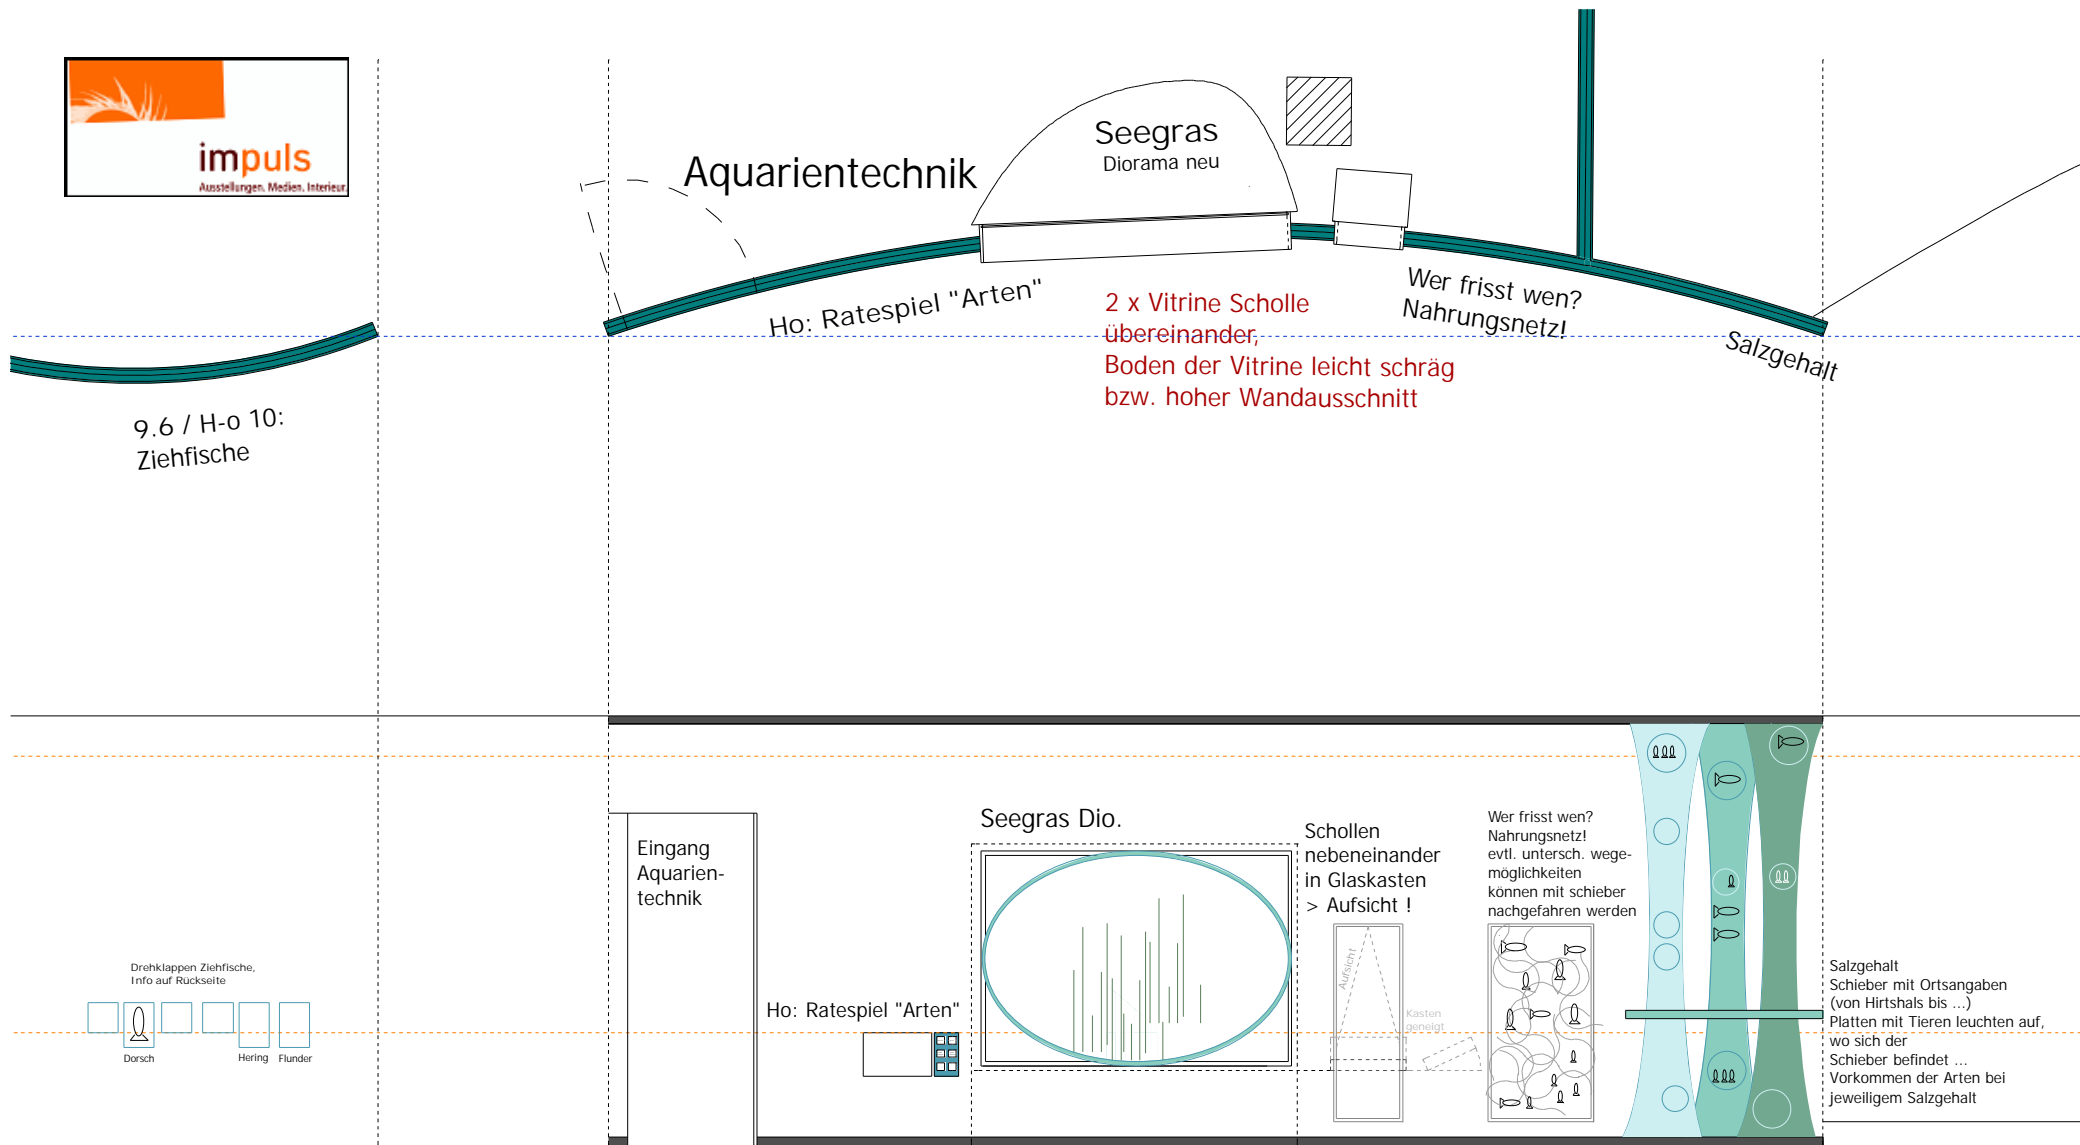 impuls
Ausstellungen. Medien. Interieur.
Aquarientechnik
Seegras
Diorama neu
Ho: Ratespiel "Arten"
2 x Vitrine Scholle
übereinander,
Boden der Vitrine leicht schräg
bzw. hoher Wandausschnitt
Wer frisst wen?
Nahrungsnetz!
Salzgehalt
9.6 / H-o 10:
Ziehfische
Eingang
Aquarien-
technik
Seegras Dio.
Schollen
nebeneinander
in Glaskasten
> Aufsicht !
Wer frisst wen?
Nahrungsnetz!
evtl. untersch. wege-
möglichkeiten
können mit schieber
nachgefahren werden
Aufsicht
Kasten
geneigt
Ho: Ratespiel "Arten"
Drehklappen Ziehfische,
Info auf Rückseite
Dorsch
Hering
Flunder
Salzgehalt
Schieber mit Ortsangaben
(von Hirtshals bis ...)
Platten mit Tieren leuchten auf,
wo sich der
Schieber befindet ...
Vorkommen der Arten bei
jeweiligem Salzgehalt